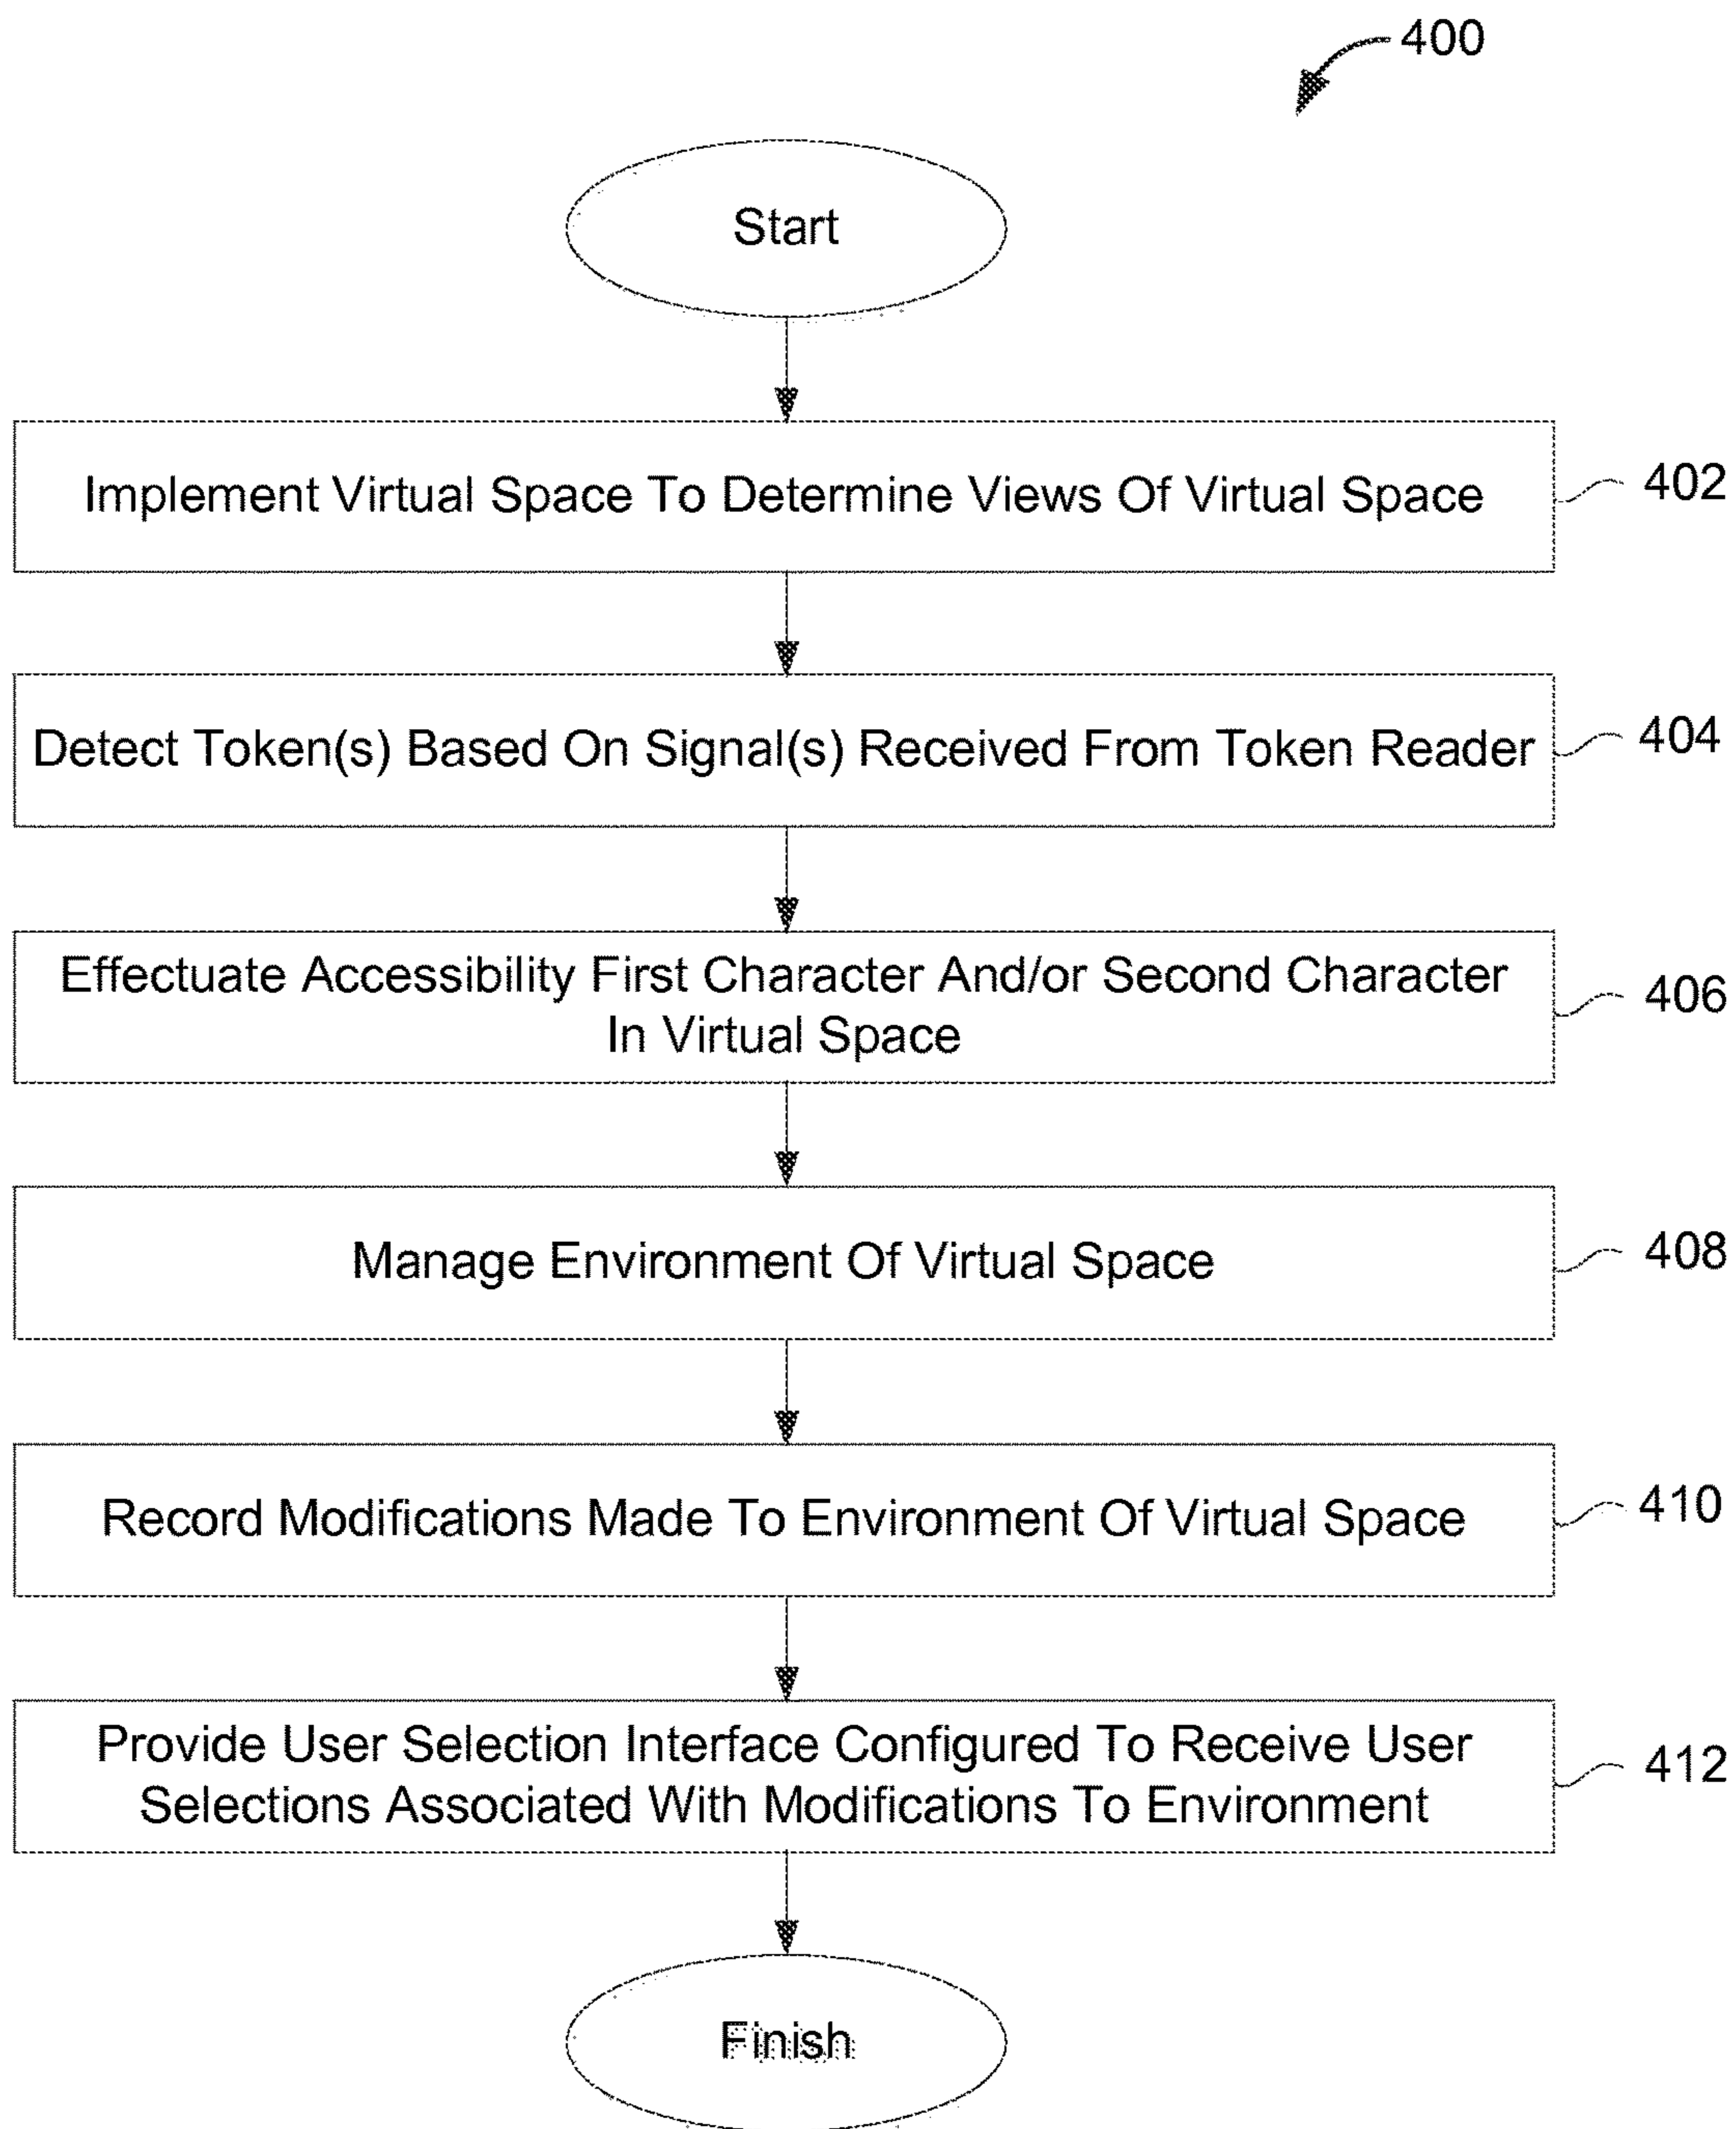 400
Start
Implement Virtual Space To Determine Views Of Virtual Space
402
Detect Token(s) Based On Signal(s) Received From Token Reader
404
Effectuate Accessibility First Character And/or Second Character
In Virtual Space
406
Manage Environment Of Virtual Space
408
Record Modifications Made To Environment Of Virtual Space
410
Provide User Selection Interface Configured To Receive User
Selections Associated With Modifications To Environment
412
Finish